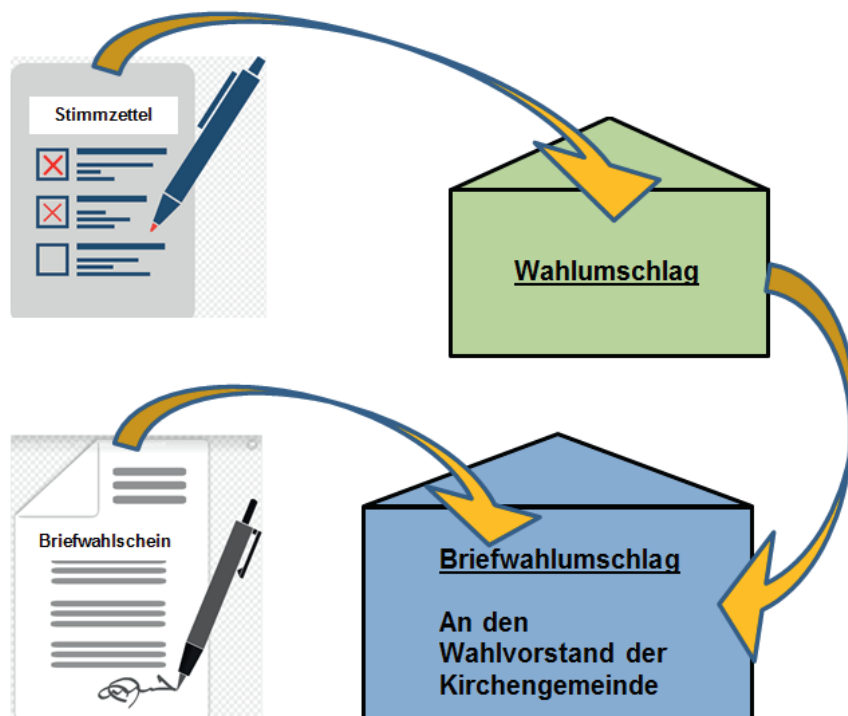 Stimmzettel
Wahlumschlag
Briefwahlschein
Briefwahlumschlag
An den
Wahlvorstand der
Kirchengemeinde